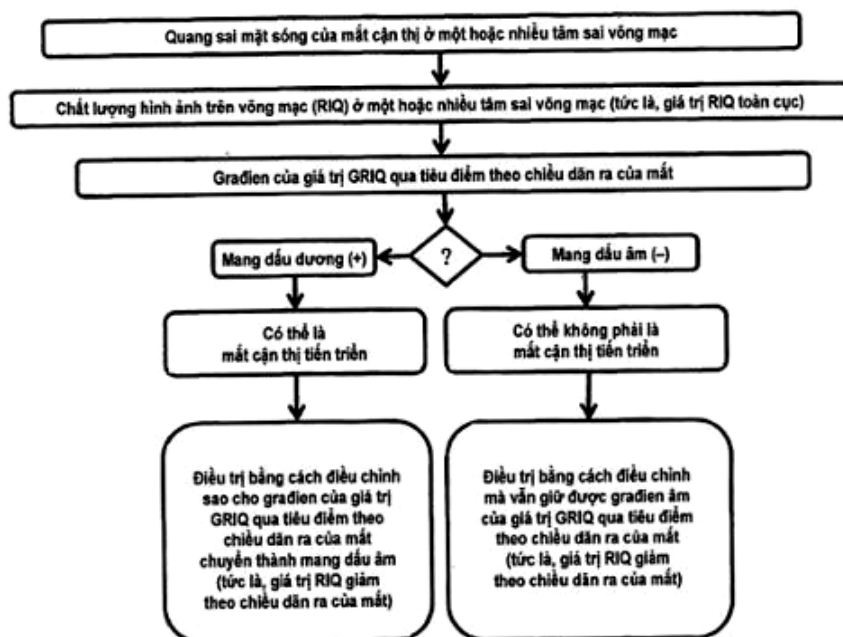 Quang sai mặt sóng của mắt cận thị ở một hoặc nhiều tâm sai võng mạc
Chất lượng hình ảnh trên võng mạc (RIQ) ở một hoặc nhiều tâm sai võng mạc (tức là, giá trị RIQ toàn cục)
Građien của giá trị GRIQ qua tiêu điểm theo chiều dãn ra của mắt
?
Mang dấu dương (+)
Mang dấu âm (–)
Có thể là
mắt cận thị tiến triển
Có thể không phải là
mắt cận thị tiến triển
Điều trị bằng cách điều chỉnh
sao cho građien của giá trị
GRIQ qua tiêu điểm theo
chiều dãn ra của mắt
chuyển thành mang dấu âm
(tức là, giá trị RIQ giảm
theo chiều dãn ra của mắt)
Điều trị bằng cách điều chỉnh
mà vẫn giữ được građien âm
của giá trị GRIQ qua tiêu điểm
theo chiều dãn ra của mắt
(tức là, giá trị RIQ giảm
theo chiều dãn ra của mắt)